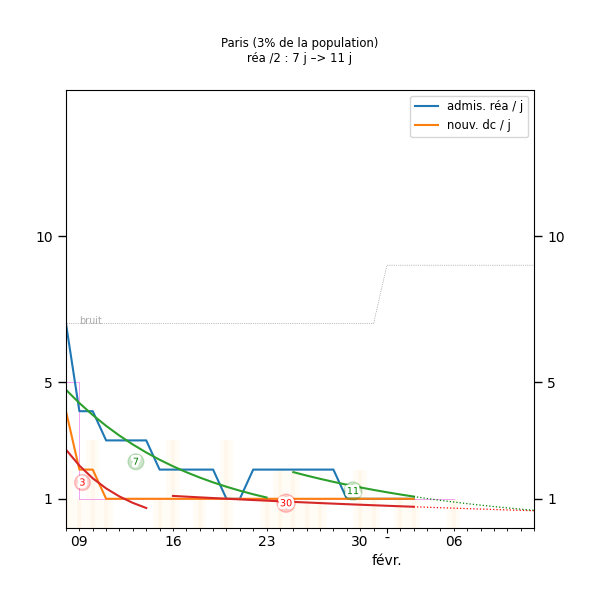 Paris (3% de la population)
réa /2 : 7 j –> 11 j
admis. réa / j
nouv. dc / j
10
10
bruit
5
5
7
3
11
30
1
1
09
16
23
30
-
06
févr.